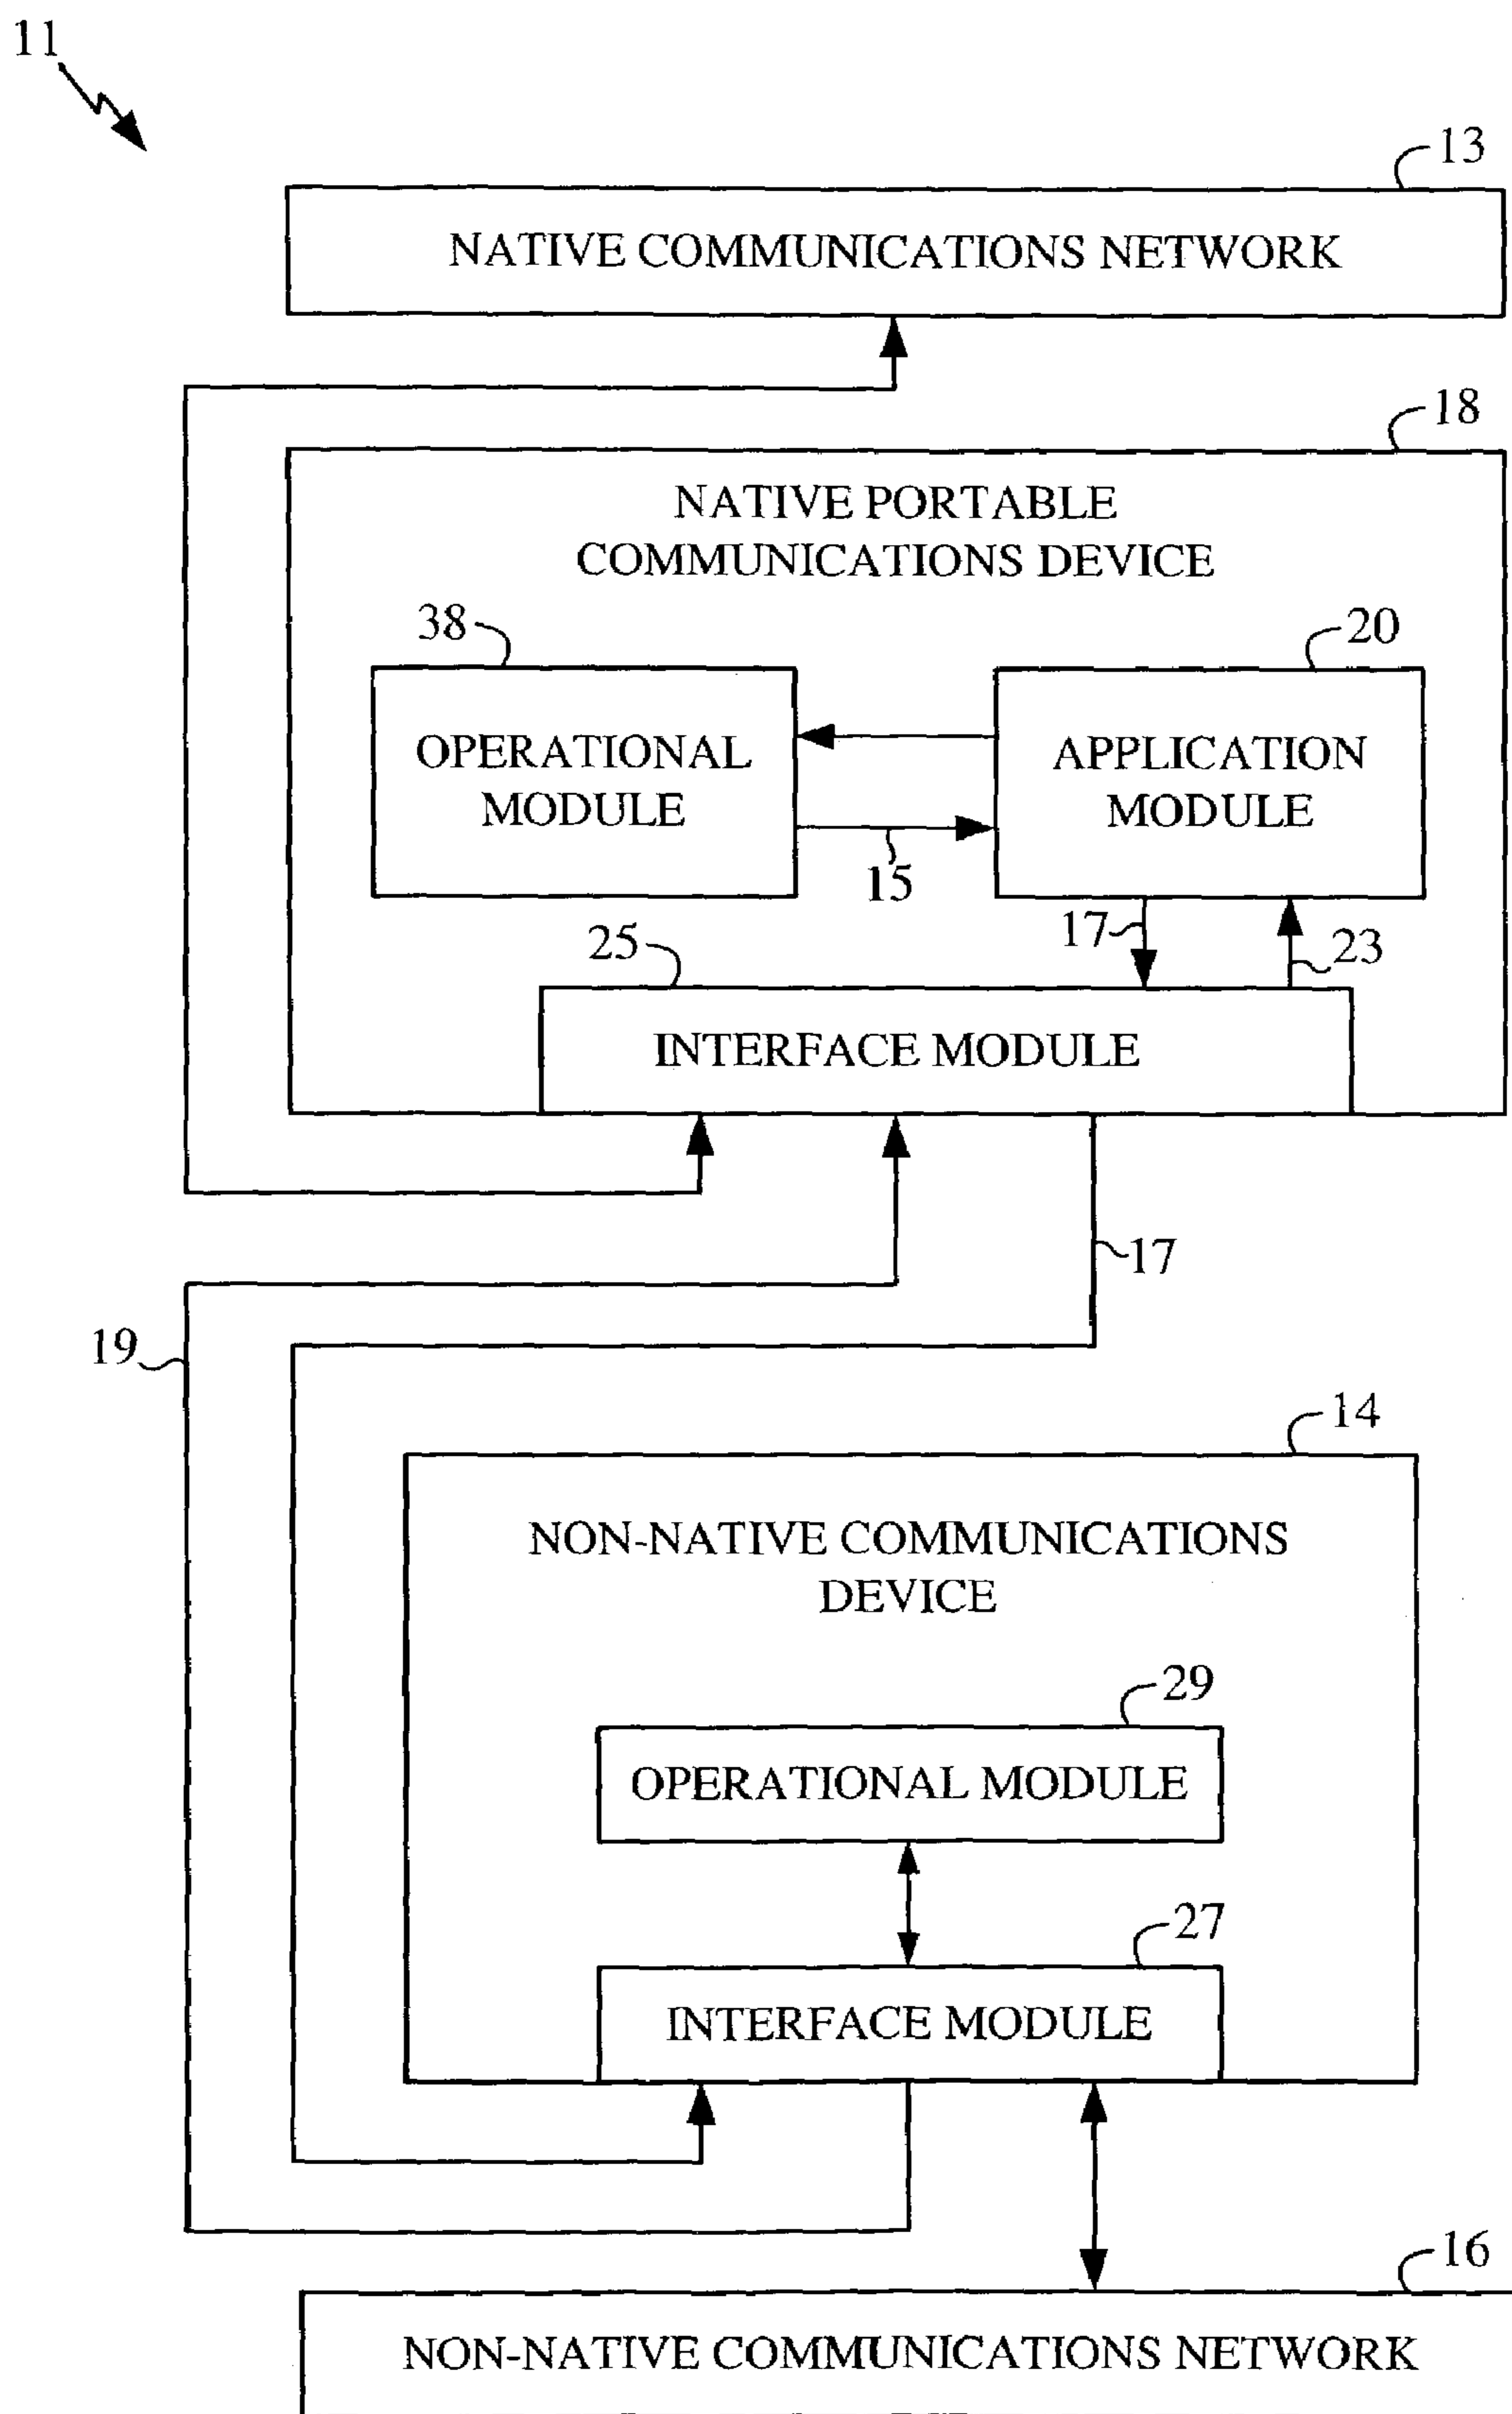 11
13
NATIVE COMMUNICATIONS NETWORK
18
NATIVE PORTABLE
COMMUNICATIONS DEVICE
38
20
OPERATIONAL
MODULE
APPLICATION
MODULE
15
17
23
25
INTERFACE MODULE
17
19
14
NON-NATIVE COMMUNICATIONS
DEVICE
29
OPERATIONAL MODULE
27
INTERFACE MODULE
16
NON-NATIVE COMMUNICATIONS NETWORK